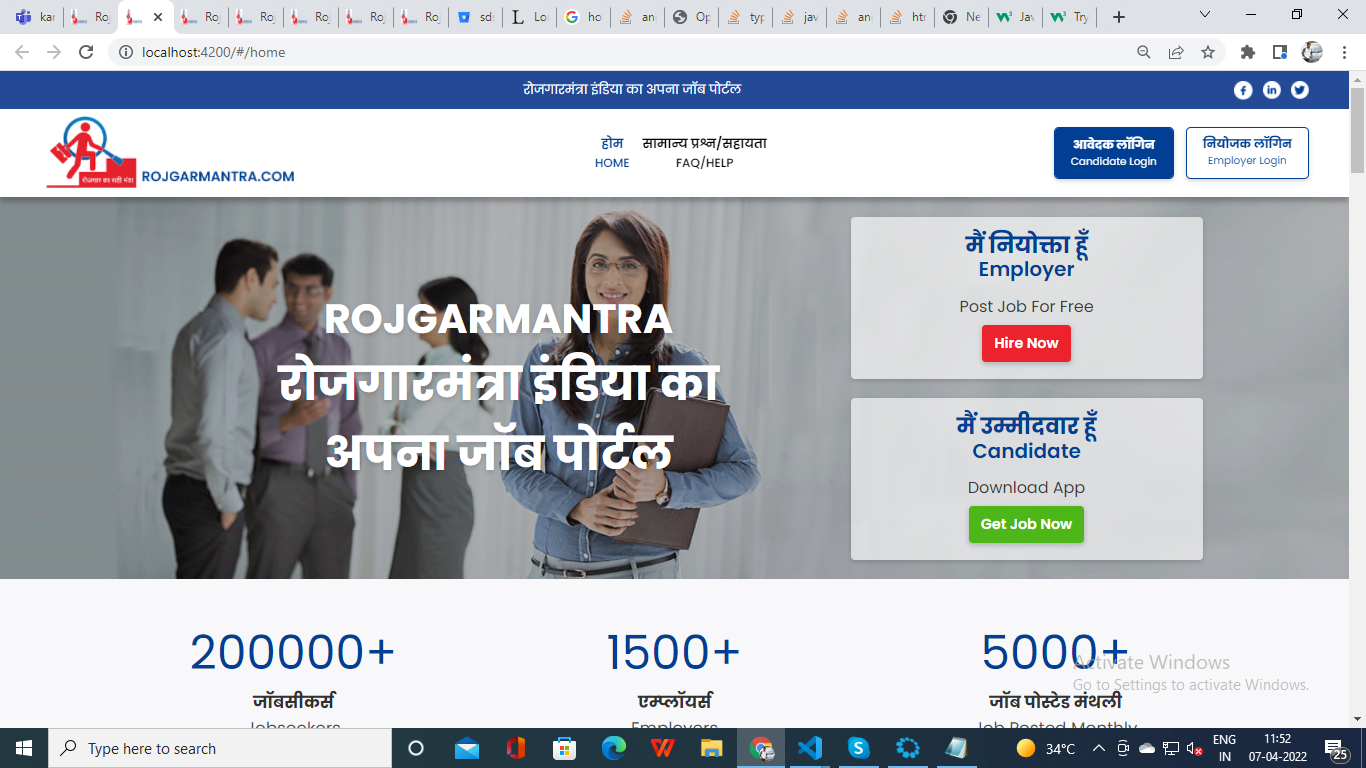 kar
Roj
Roj
Roj
Roj
Roj
Roj
sds
Lo
ho
an
Op
typ
jav
an
htr
Ne
Jav
Try
localhost:4200/#/home
रोजगारमंत्रा इंडिया का अपना जॉब पोर्टल
रोजगार का सही मंत्रा
ROJGARMANTRA.COM
होम
HOME
सामान्य प्रश्न/सहायता
FAQ/HELP
आवेदक लॉगिन
Candidate Login
नियोजक लॉगिन
Employer Login
ROJGARMANTRA
रोजगारमंत्रा इंडिया का
अपना जॉब पोर्टल
मैं नियोक्ता हूँ
Employer
Post Job For Free
Hire Now
मैं उम्मीदवार हूँ
Candidate
Download App
Get Job Now
200000+
जॉबसीकर्स
Jobseekers
1500+
एम्प्लॉयर्स
Employers
5000+
जॉब पोस्टेड मंथली
Job Posted Monthly
Activate Windows
Go to Settings to activate Windows.
Type here to search
34°C
ENG
IN
11:52
07-04-2022
25